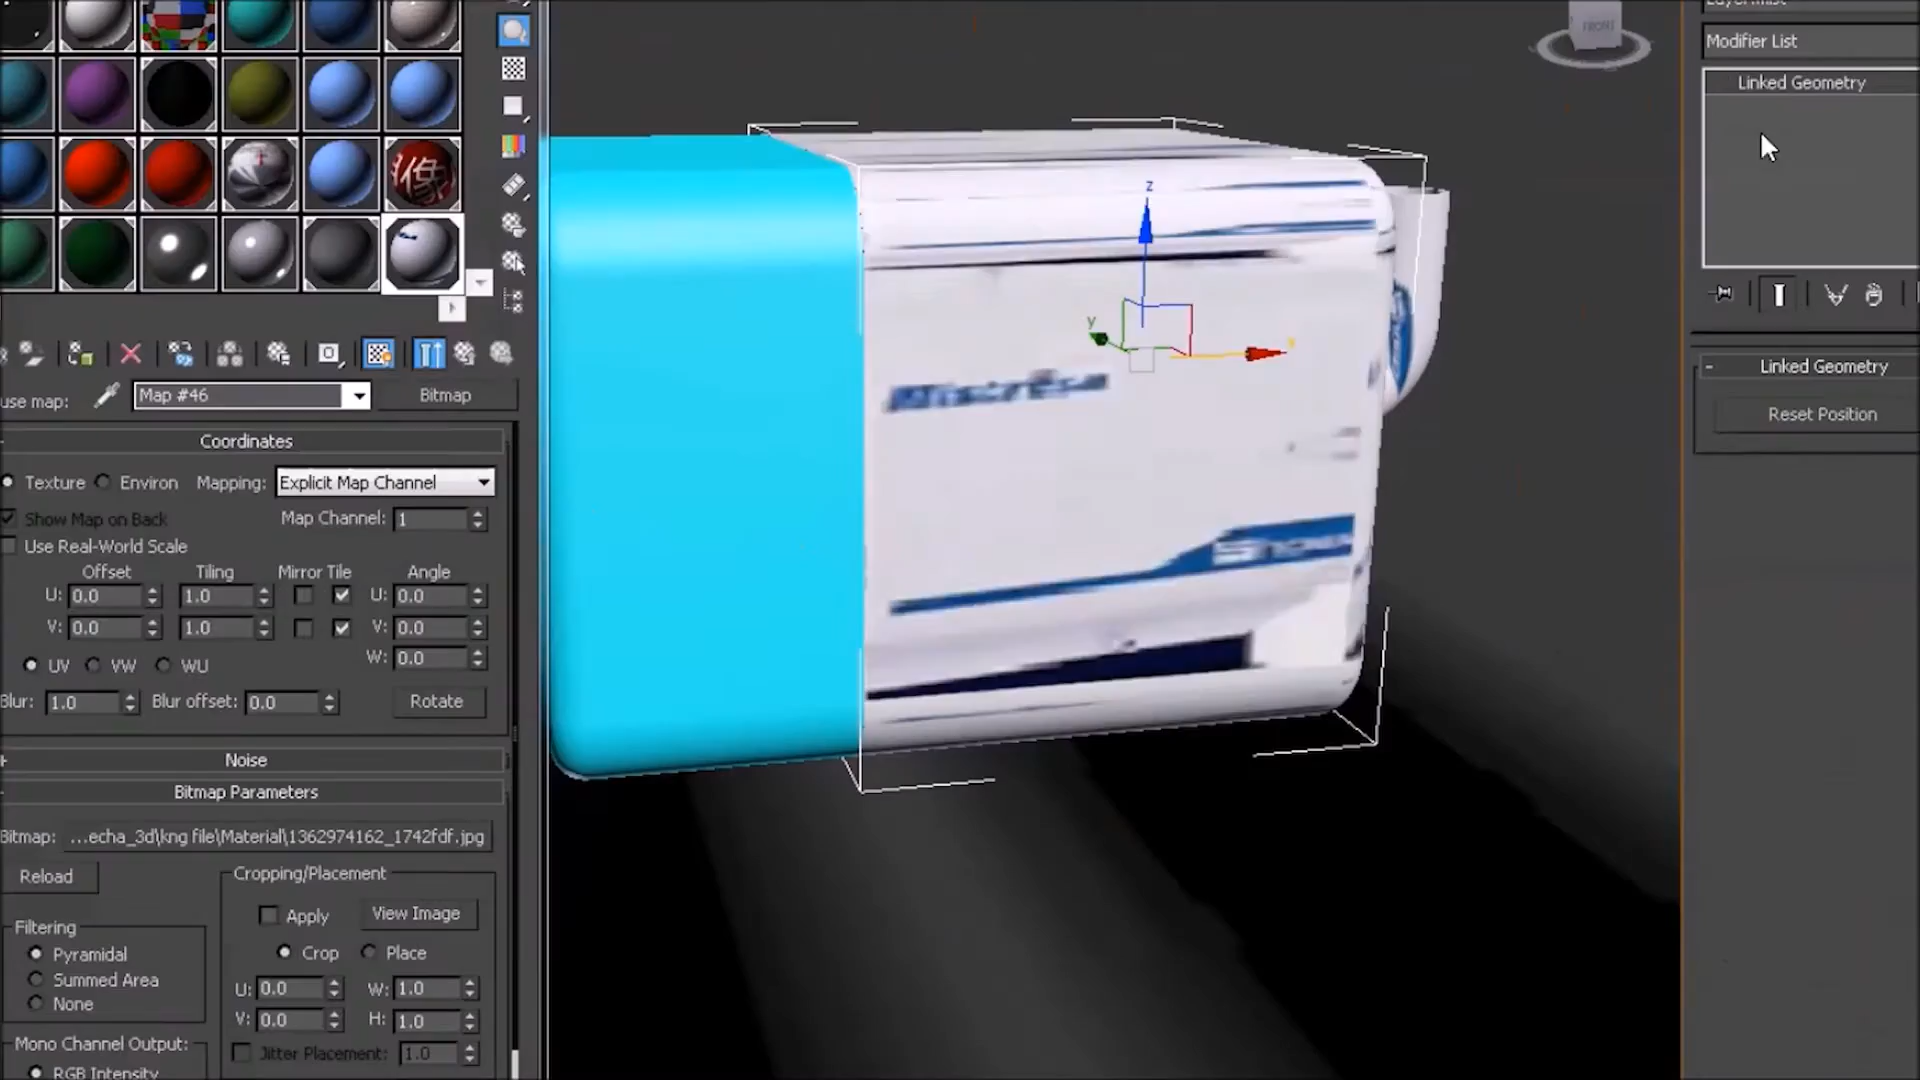 FRONT
Modifier List
Linked Geometry
像
z
y
use map:
Map #46
Bitmap
Linked Geometry
Reset Position
Coordinates
Texture
Environ
Mapping:
Explicit Map Channel
Show Map on Back
Map Channel:
1
Use Real-World Scale
Offset
Tiling
Mirror Tile
Angle
U: 0.0 1.0 U: 0.0
V: 0.0 1.0 V: 0.0
W: 0.0
UV VW WU
Blur: 1.0 Blur offset: 0.0 Rotate
Noise
Bitmap Parameters
Bitmap: ...echa_3d\kng file\Material\1362974162_1742fdf.jpg
Reload
Cropping/Placement
Apply
View Image
Filtering
Pyramidal
Summed Area
None
Crop
Place
U: 0.0 W: 1.0
V: 0.0 H: 1.0
Jitter Placement: 1.0
Mono Channel Output:
RGB Intensity